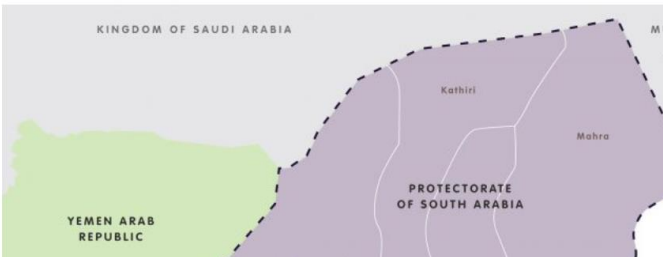 KINGDOM OF SAUDI ARABIA
M
Kathiri
Mahra
PROTECTORATE
OF SOUTH ARABIA
YEMEN ARAB
REPUBLIC